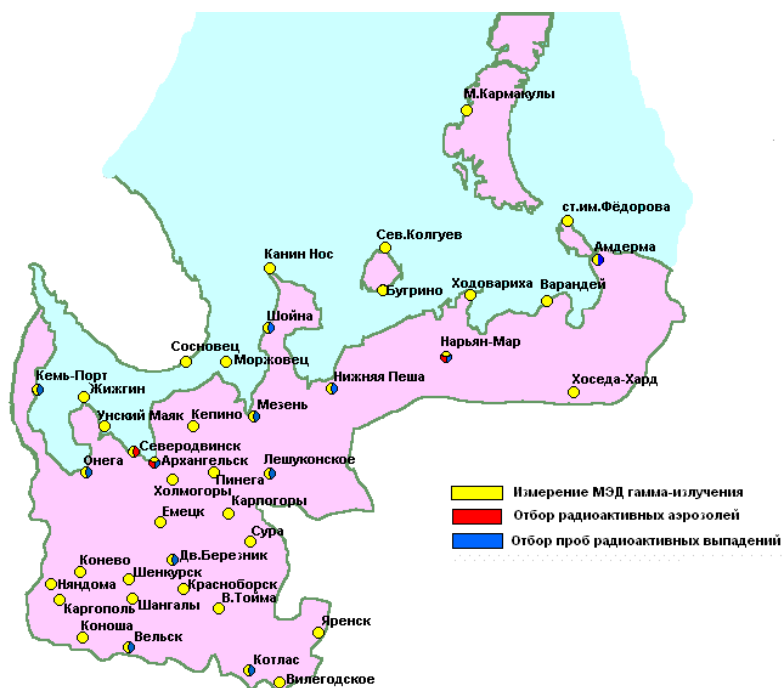 М.Кармакулы
ст.им.Фёдорова
Сев.Колгуев
Амдерма
Канин Нос
Ходовариха
Варандей
Бугрино
Шойна
Нарьян-Мар
Сосновец
Моржовец
Кемь-Порт
Нижняя Пеша
Хоседа-Хард
Жижгин
Мезень
Унский Маяк
Кепино
Северодвинск
Онега
Архангельск
Лешуконское
Пинега
Холмогоры
Карпогоры
Емецк
Сура
Измерение МЭД гамма-излучения
Отбор радиоактивных аэрозолей
Отбор проб радиоактивных выпадений
Дв.Березник
Конево
Шенкурск
Няндома
Красноборск
Каргополь
Шангалы
В.Тойма
Коношa
Вельск
Яренск
Котлас
Вилегодское